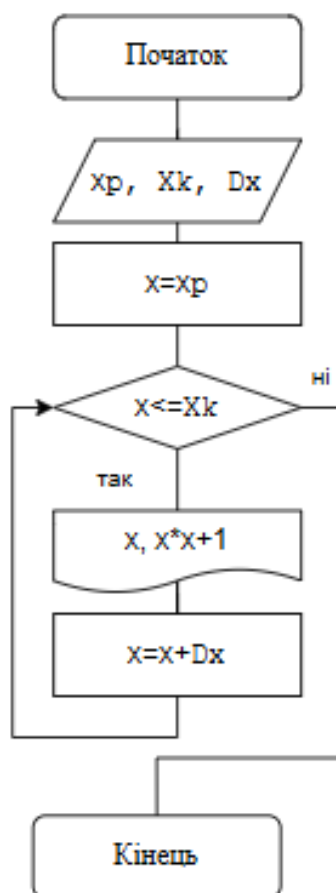 Початок
Xp, Xk, Dx
X=Xp
X<=Xk
ні
так
X, X*X+1
X=X+Dx
Кінець